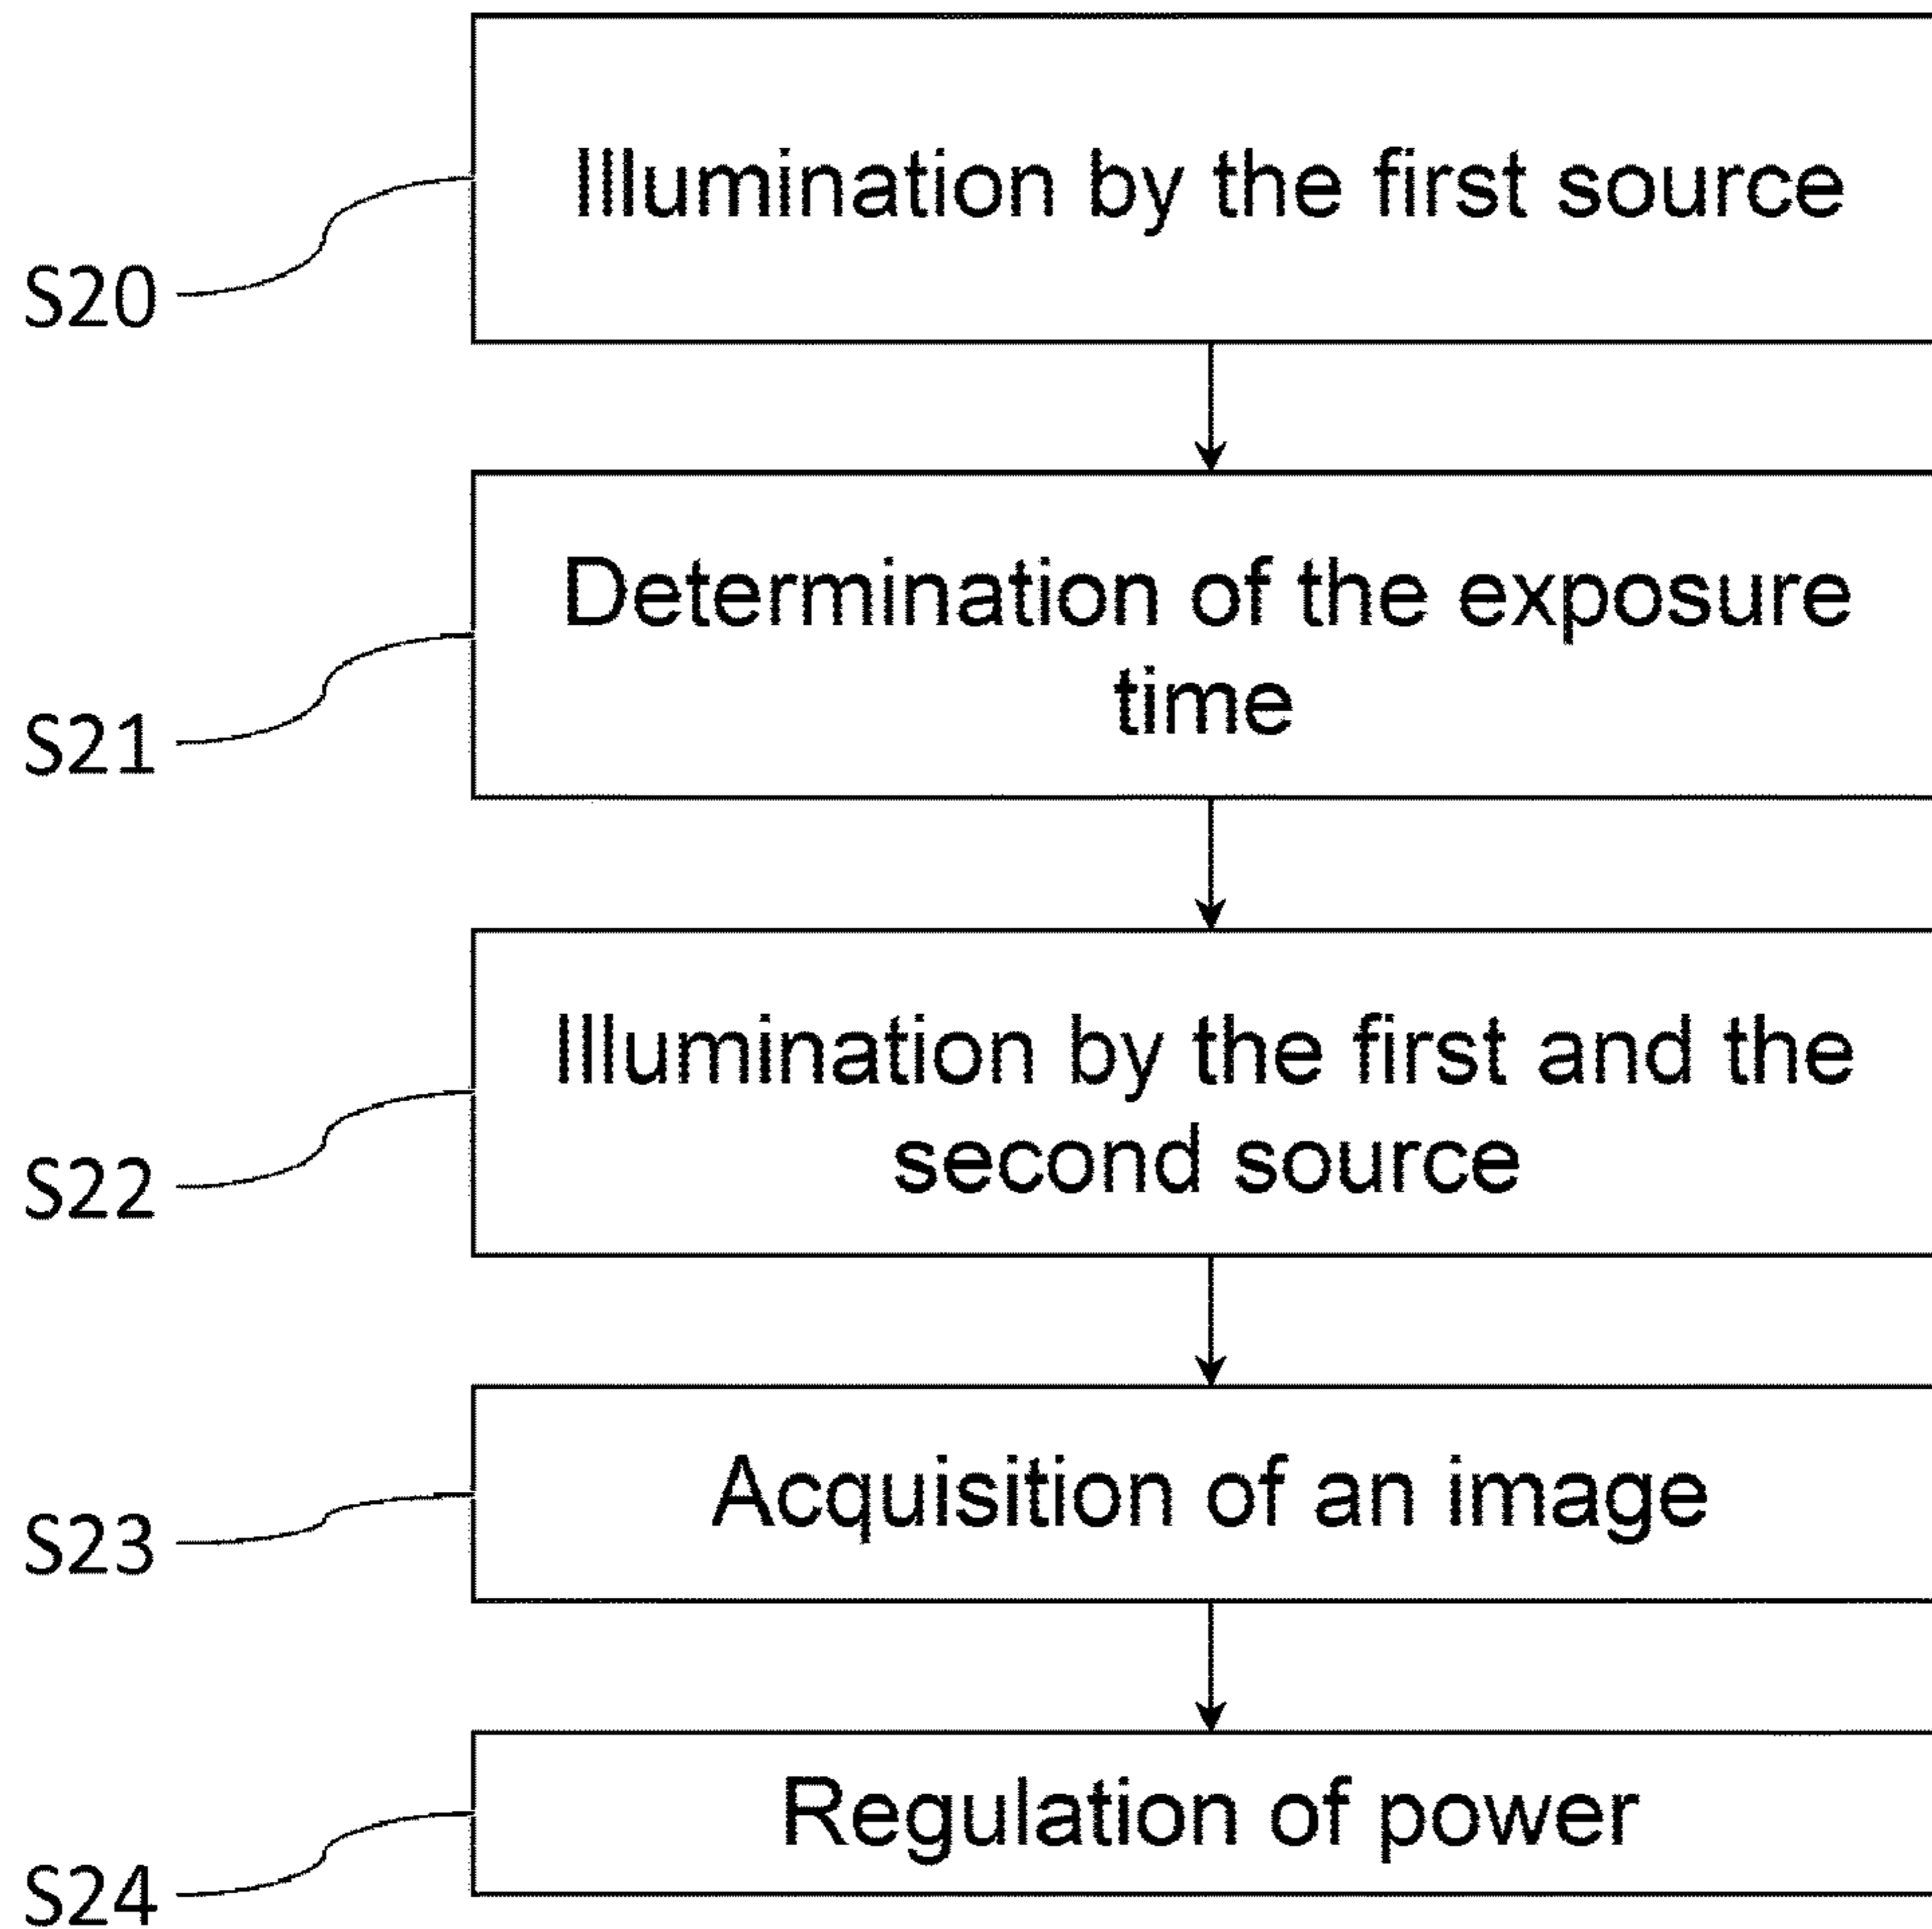 Illumination by the first source
S20
Determination of the exposure
time
S21
Illumination by the first and the
second source
S22
Acquisition of an image
S23
Regulation of power
S24